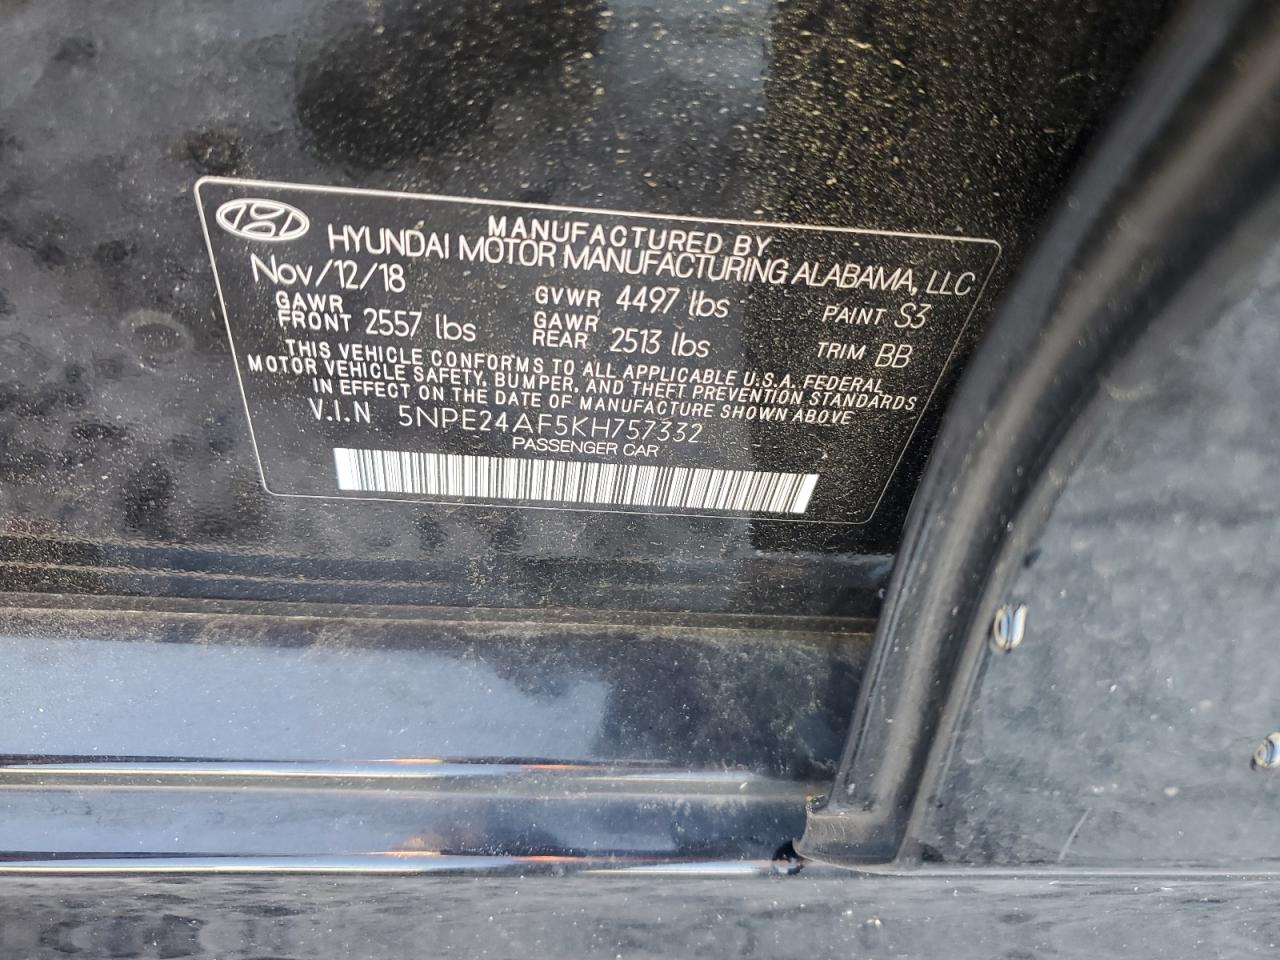 MANUFACTURED BY
HYUNDAI MOTOR MANUFACTURING ALABAMA, LLC
Nov/12/18
GAWR FRONT 2557 lbs
GVWR 4497 lbs
GAWR REAR 2513 lbs
PAINT S3
TRIM BB
THIS VEHICLE CONFORMS TO ALL APPLICABLE U.S.A. FEDERAL
MOTOR VEHICLE SAFETY, BUMPER, AND THEFT PREVENTION STANDARDS
IN EFFECT ON THE DATE OF MANUFACTURE SHOWN ABOVE
V.I.N 5NPE24AF5KH757332
PASSENGER CAR